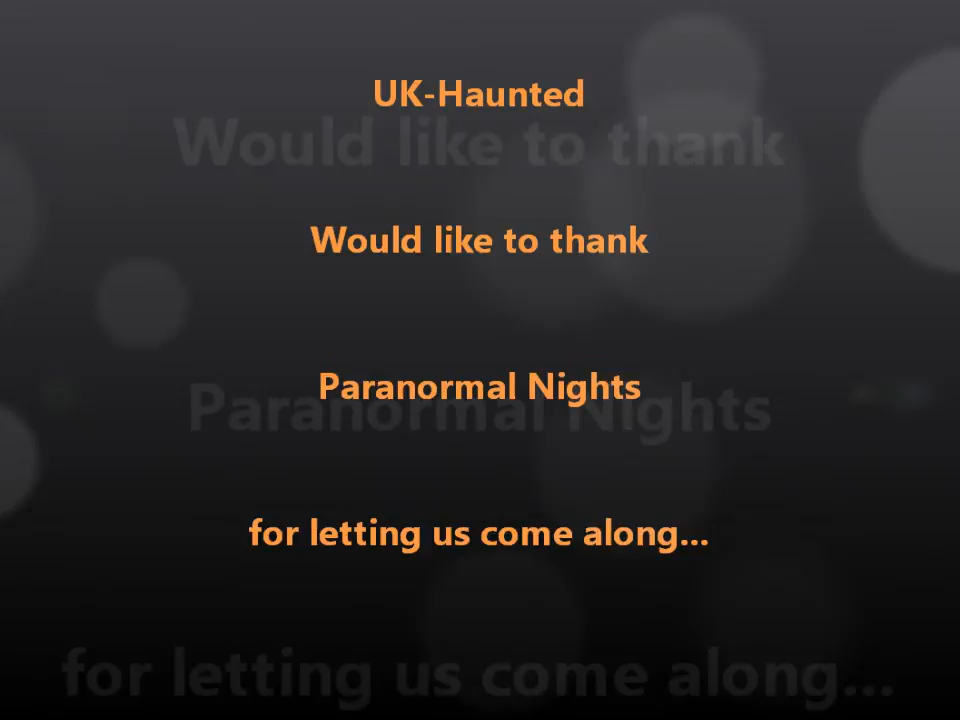 UK-Haunted
Would like to thank
Would like to thank
Paranormal Nights
Paranormal Nights
for letting us come along...
for letting us come along...